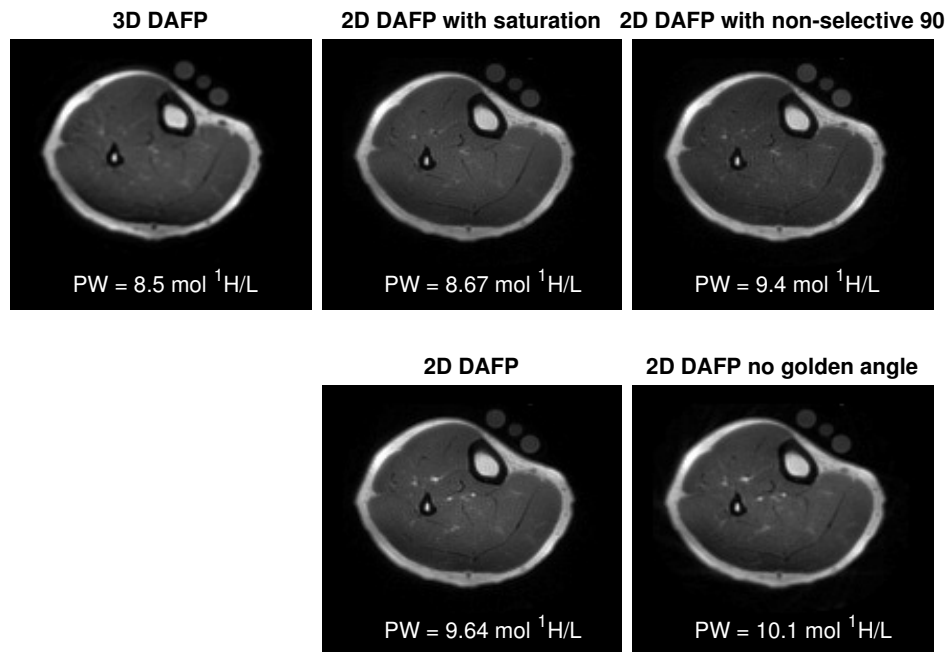 3D DAFP
2D DAFP with saturation
2D DAFP with non-selective 90
PW = 8.5 mol ¹H/L
PW = 8.67 mol ¹H/L
PW = 9.4 mol ¹H/L
2D DAFP
2D DAFP no golden angle
PW = 9.64 mol ¹H/L
PW = 10.1 mol ¹H/L